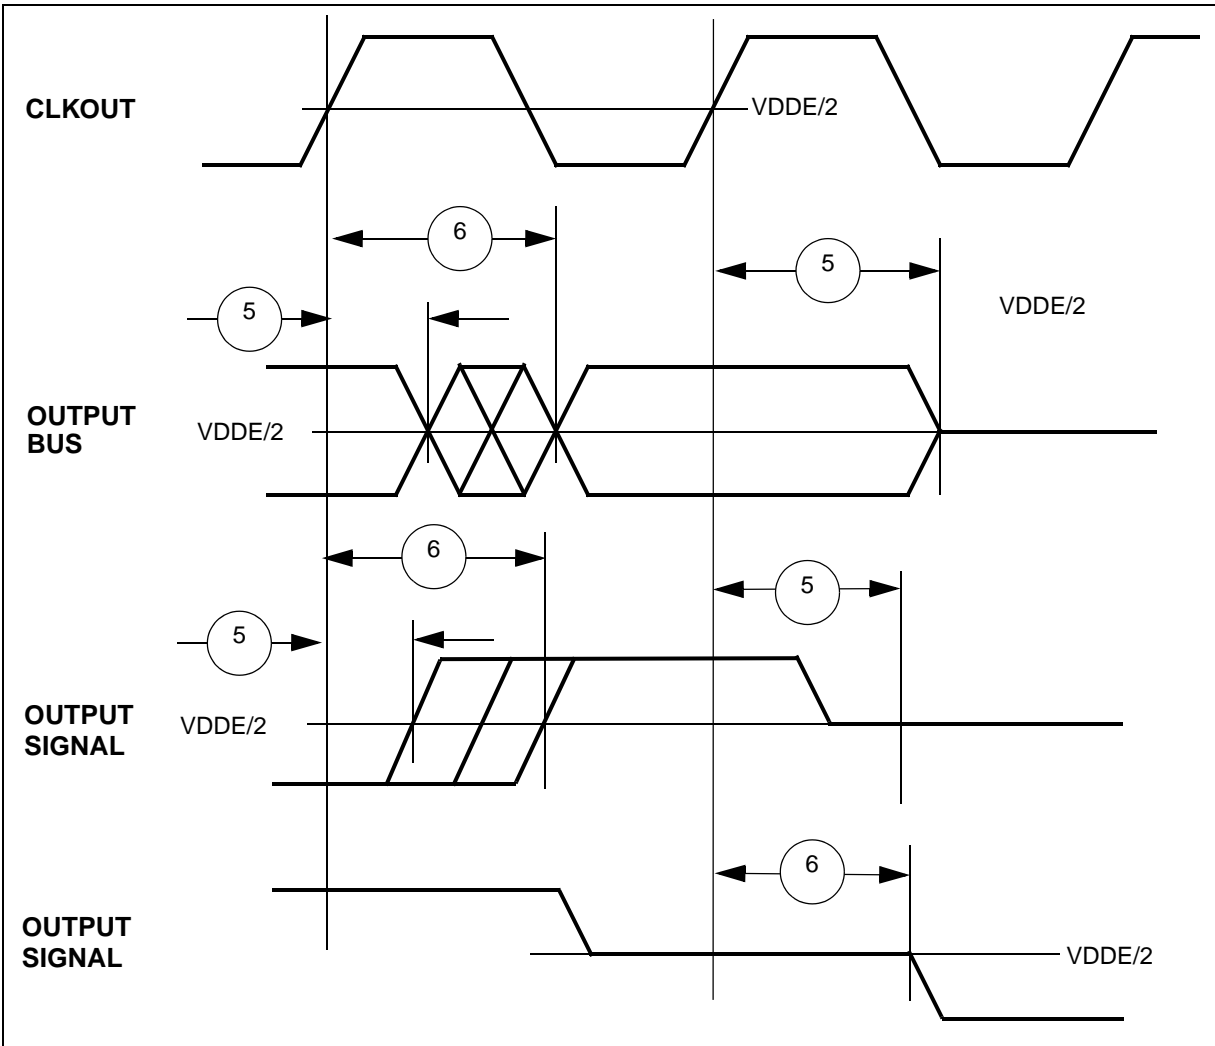 CLKOUT
VDDE/2
6
5
5
VDDE/2
OUTPUT
BUS
VDDE/2
6
5
5
OUTPUT
SIGNAL
VDDE/2
6
OUTPUT
SIGNAL
VDDE/2